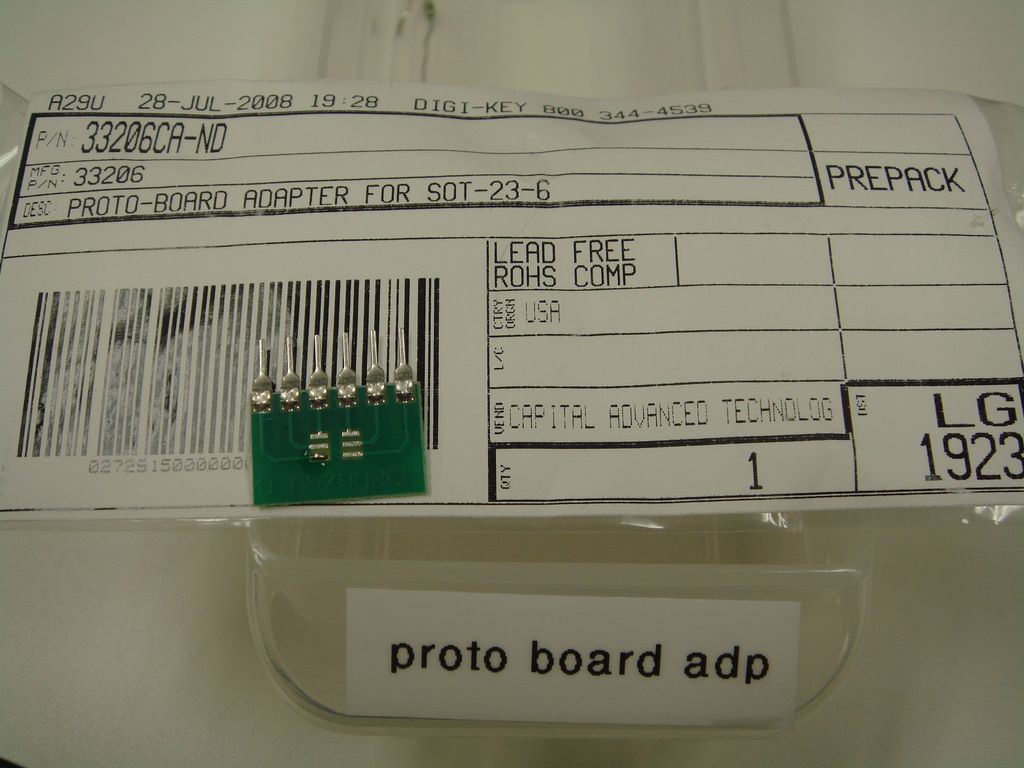 A29U 28-JUL-2008 19:28 DIGI-KEY 800 344-4539
P/N: 33206CA-ND
MFG. P/N: 33206
PREPACK
DESC: PROTO-BOARD ADAPTER FOR SOT-23-6
LEAD FREE
ROHS COMP
CTRY ORGN USA
L/C
VEND CAPITAL ADVANCED TECHNOLOG
LG
1923
QTY 1
proto board adp